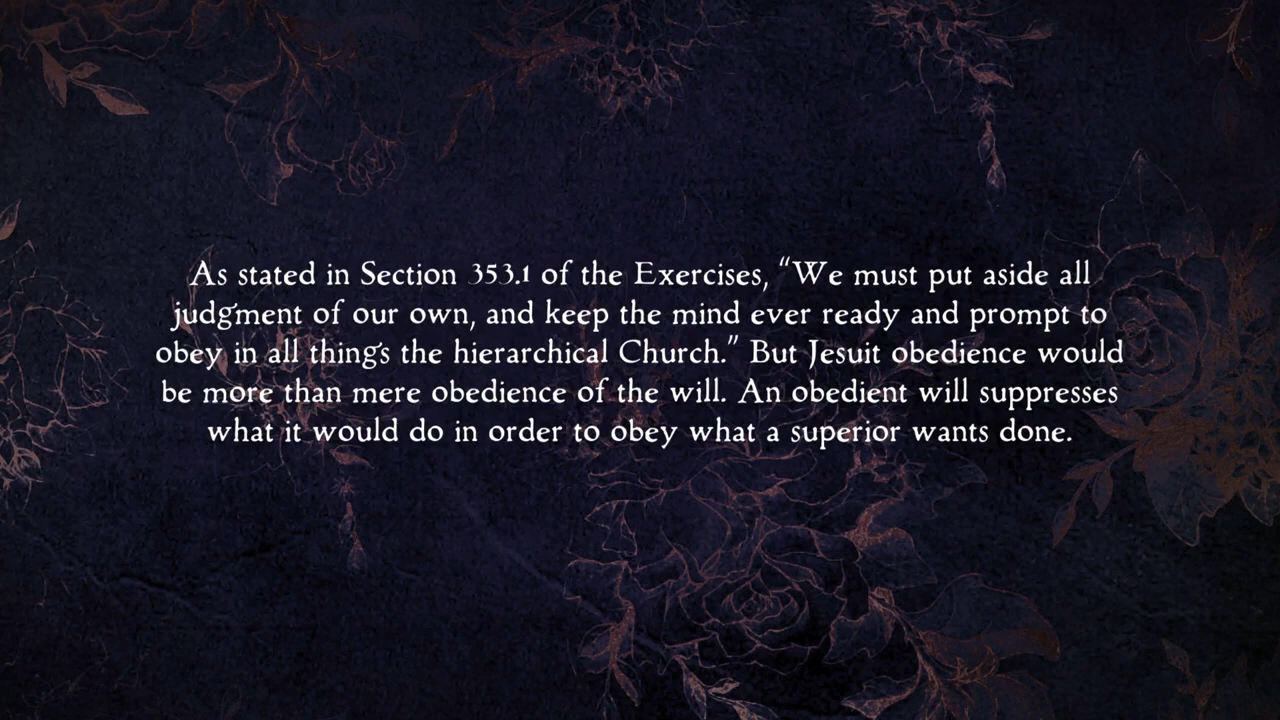 As stated in Section 353.1 of the Exercises, “We must put aside all
judgment of our own, and keep the mind ever ready and prompt to
obey in all things the hierarchical Church.” But Jesuit obedience would
be more than mere obedience of the will. An obedient will suppresses
what it would do in order to obey what a superior wants done.